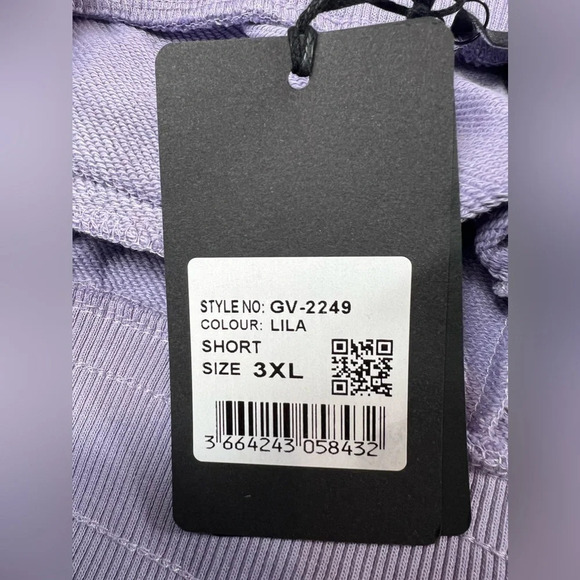 STYLE NO: GV-2249
COLOUR: LILA
SHORT
SIZE 3XL
3 664243 058432